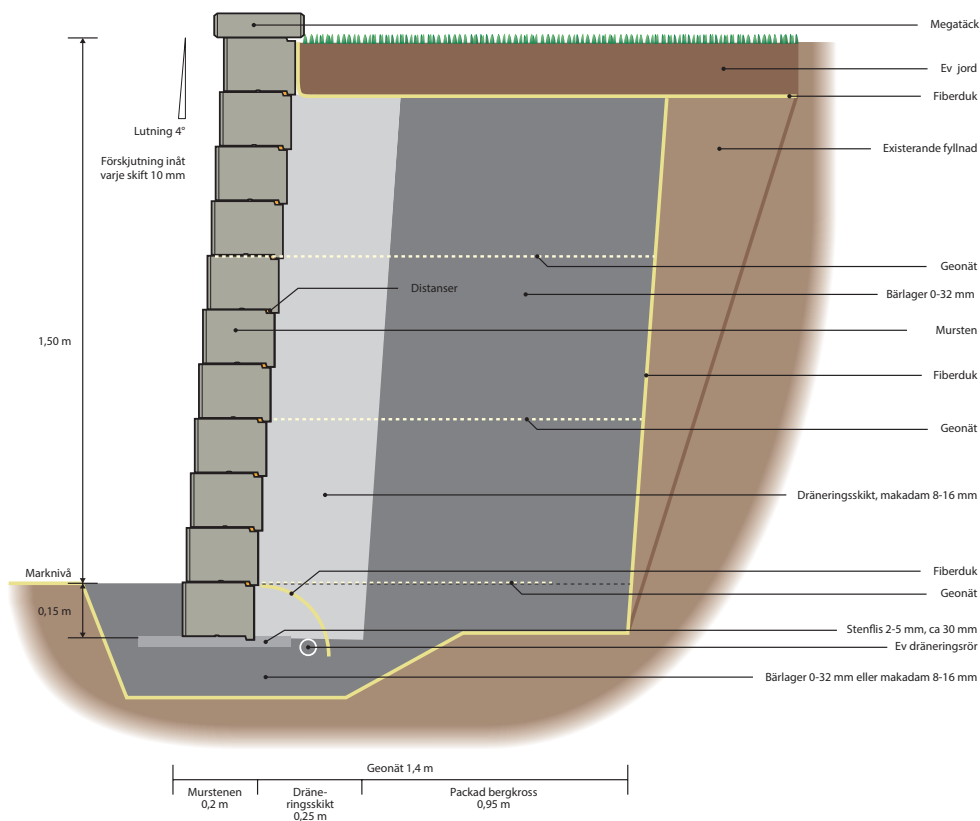 Megatäck
Ev jord
Fiberduk
Lutning 4°
Förskjutning inåt
varje skift 10 mm
Existerande fyllnad
Geonät
Distanser
Bärlager 0-32 mm
Mursten
1,50 m
Fiberduk
Geonät
Dräneringsskikt, makadam 8-16 mm
Marknivå
Fiberduk
Geonät
0,15 m
Stenflis 2-5 mm, ca 30 mm
Ev dräneringsrör
Bärlager 0-32 mm eller makadam 8-16 mm
Geonät 1,4 m
Murstenen
0,2 m
Dräne-
ringsskikt
0,25 m
Packad bergkross
0,95 m